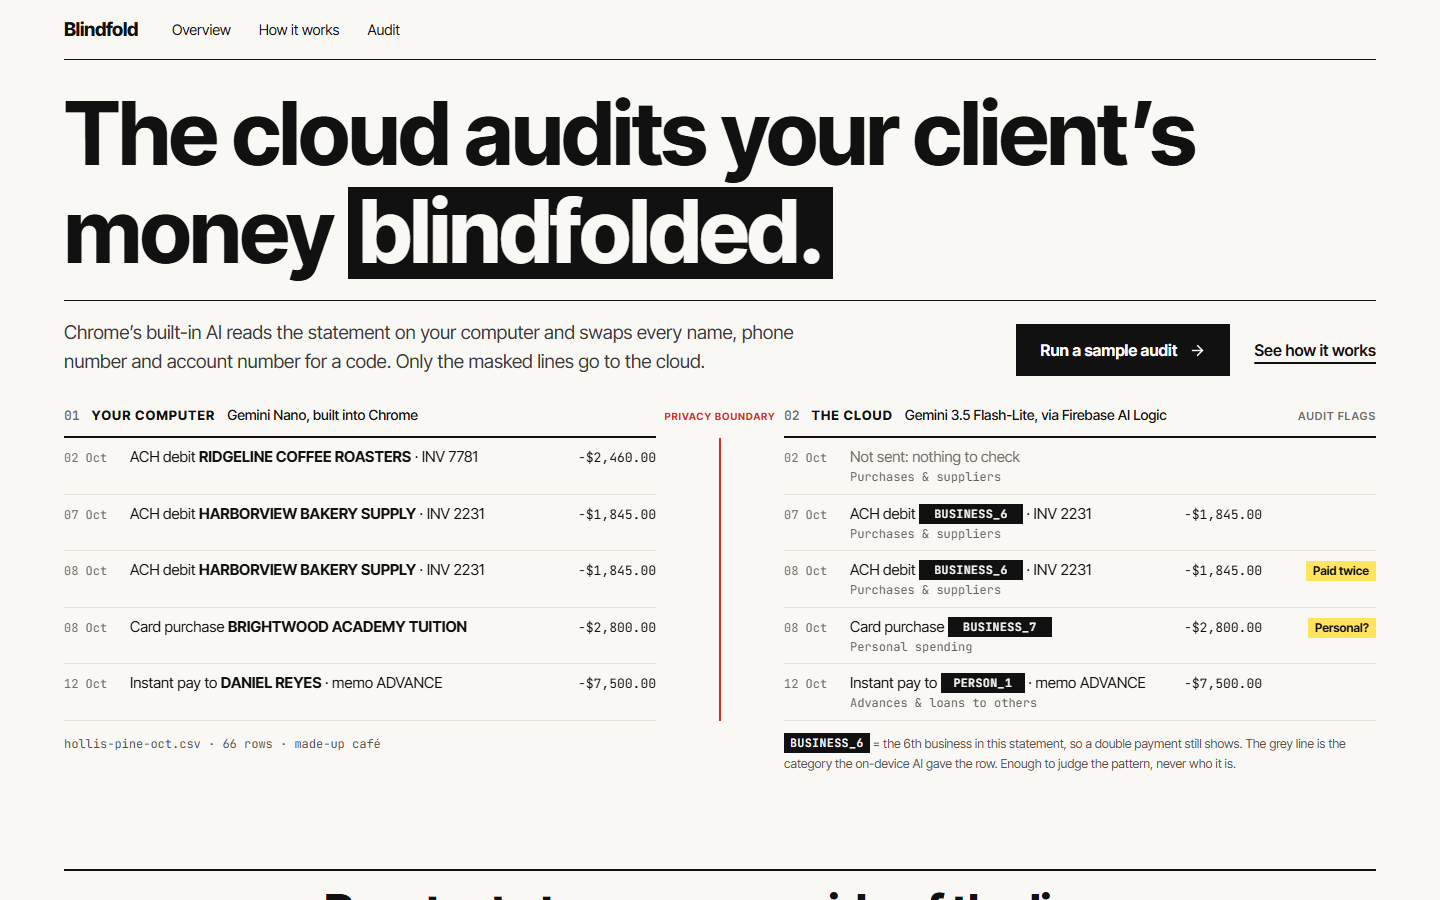 Blindfold Overview How it works Audit
The cloud audits your client’s
money blindfolded.
Chrome’s built-in AI reads the statement on your computer and swaps every name, phone
number and account number for a code. Only the masked lines go to the cloud.
Run a sample audit → See how it works
01 YOUR COMPUTER Gemini Nano, built into Chrome
02 Oct ACH debit RIDGELINE COFFEE ROASTERS · INV 7781 -$2,460.00
07 Oct ACH debit HARBORVIEW BAKERY SUPPLY · INV 2231 -$1,845.00
08 Oct ACH debit HARBORVIEW BAKERY SUPPLY · INV 2231 -$1,845.00
08 Oct Card purchase BRIGHTWOOD ACADEMY TUITION -$2,800.00
12 Oct Instant pay to DANIEL REYES · memo ADVANCE -$7,500.00
hollis-pine-oct.csv · 66 rows · made-up café
PRIVACY BOUNDARY
02 THE CLOUD Gemini 3.5 Flash-Lite, via Firebase AI Logic AUDIT FLAGS
02 Oct Not sent: nothing to check
Purchases & suppliers
07 Oct ACH debit BUSINESS_6 · INV 2231 -$1,845.00
Purchases & suppliers
08 Oct ACH debit BUSINESS_6 · INV 2231 -$1,845.00 Paid twice
Purchases & suppliers
08 Oct Card purchase BUSINESS_7 -$2,800.00 Personal?
Personal spending
12 Oct Instant pay to PERSON_1 · memo ADVANCE -$7,500.00
Advances & loans to others
BUSINESS_6 = the 6th business in this statement, so a double payment still shows. The grey line is the
category the on-device AI gave the row. Enough to judge the pattern, never who it is.